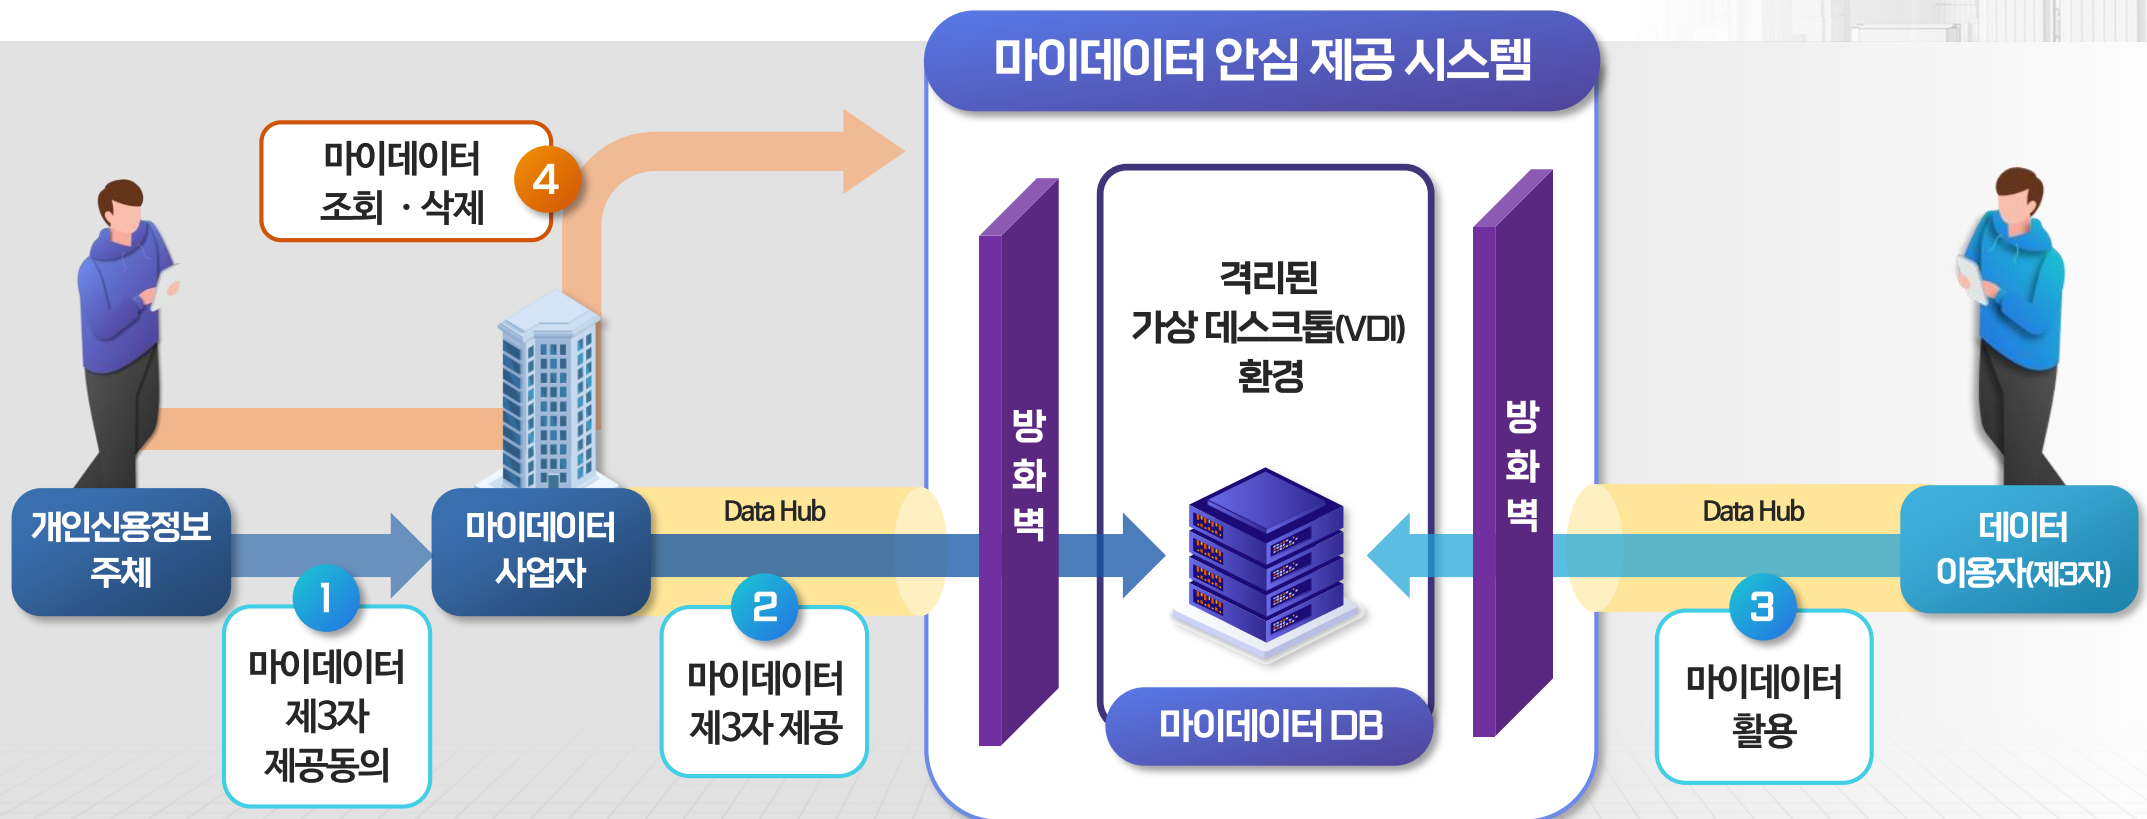 마이데이터 안심 제공 시스템
마이데이터
조회 · 삭제
4
격리된
가상 데스크톱(VDI)
환경
방
화
벽
방
화
벽
개인신용정보
주체
마이데이터
사업자
Data Hub
Data Hub
데이터
이용자(제3자)
1
마이데이터
제3자
제공동의
2
마이데이터
제3자 제공
마이데이터 DB
3
마이데이터
활용